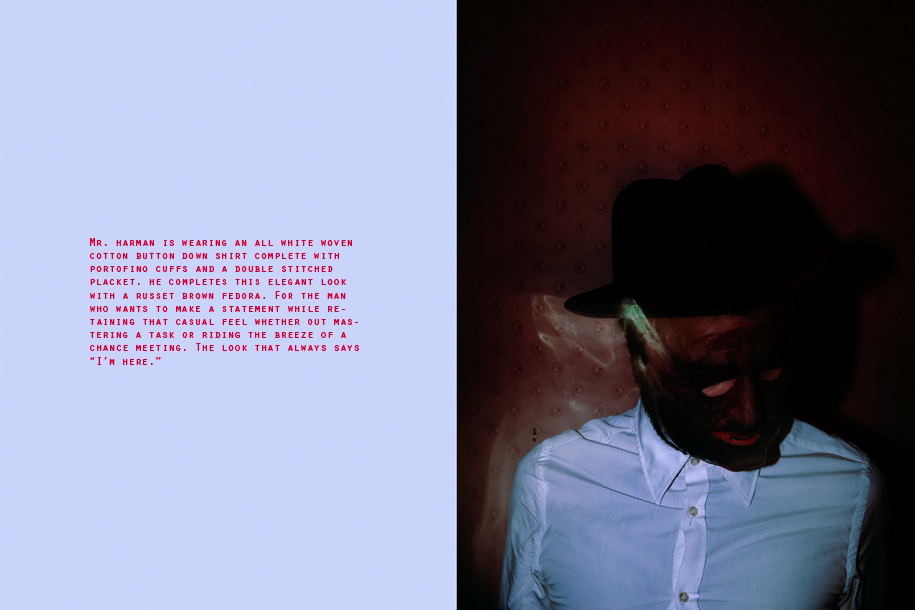 Mr. harman is wearing an all white woven
cotton button down shirt complete with
portofino cuffs and a double stitched
placket. he completes this elegant look
with a russet brown fedora. For the man
who wants to make a statement while re-
taining that casual feel whether out mas-
tering a task or riding the breeze of a
chance meeting. The look that always says
“I’m here.”